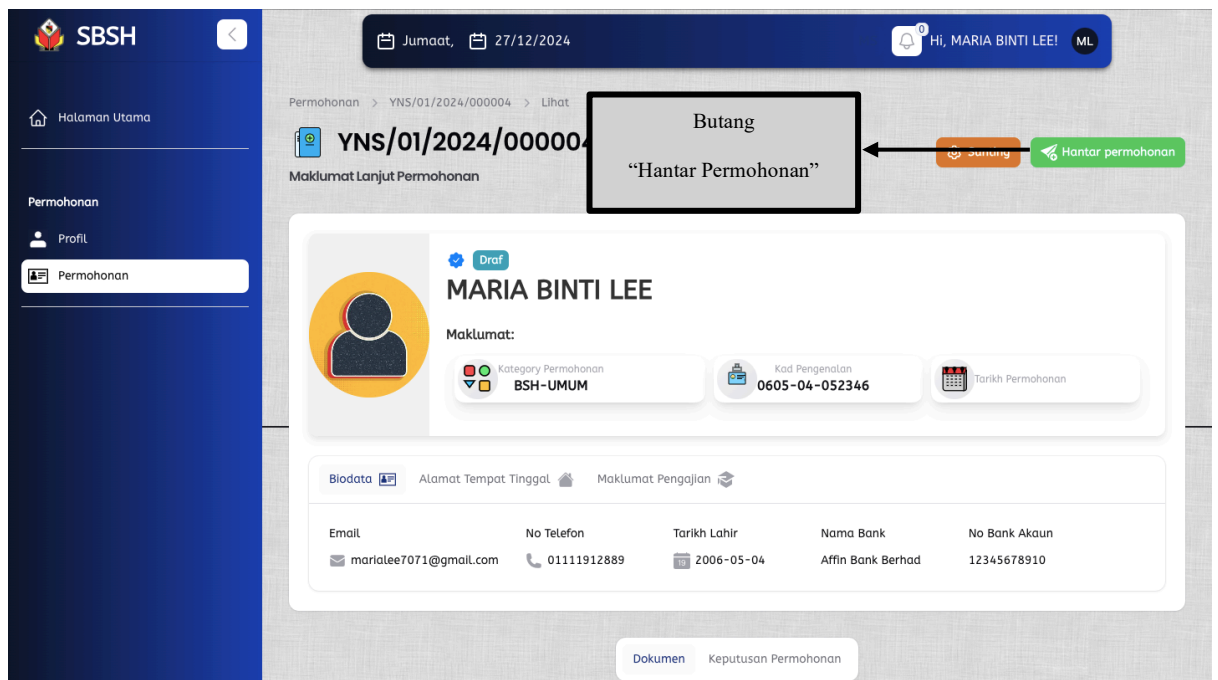 SBSH
Jumaat, 27/12/2024
0
Hi, MARIA BINTI LEE! ML
Halaman Utama
Permohonan
Profil
Permohonan
Permohonan > YNS/01/2024/000004 > Lihat
YNS/01/2024/000004
Maklumat Lanjut Permohonan
Butang
“Hantar Permohonan”
Sunting
Hantar permohonan
Draf
MARIA BINTI LEE
Maklumat:
Kategory Permohonan
BSH-UMUM
Kad Pengenalan
0605-04-052346
Tarikh Permohonan
Biodata Alamat Tempat Tinggal Maklumat Pengajian
Email No Telefon Tarikh Lahir Nama Bank No Bank Akaun
marialee7071@gmail.com 01111912889 19 2006-05-04 Affin Bank Berhad 12345678910
Dokumen Keputusan Permohonan